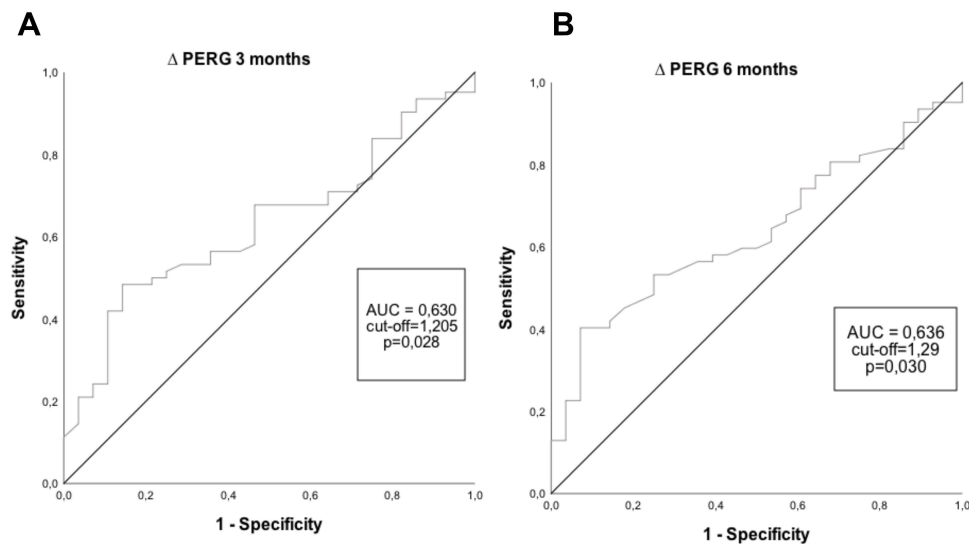 A
Δ PERG 3 months
1,0
0,8
0,6
0,4
0,2
0,0
0,0 0,2 0,4 0,6 0,8 1,0
Sensitivity
1 - Specificity
AUC = 0,630
cut-off=1,205
p=0,028
B
Δ PERG 6 months
1,0
0,8
0,6
0,4
0,2
0,0
0,0 0,2 0,4 0,6 0,8 1,0
Sensitivity
1 - Specificity
AUC = 0,636
cut-off=1,29
p=0,030